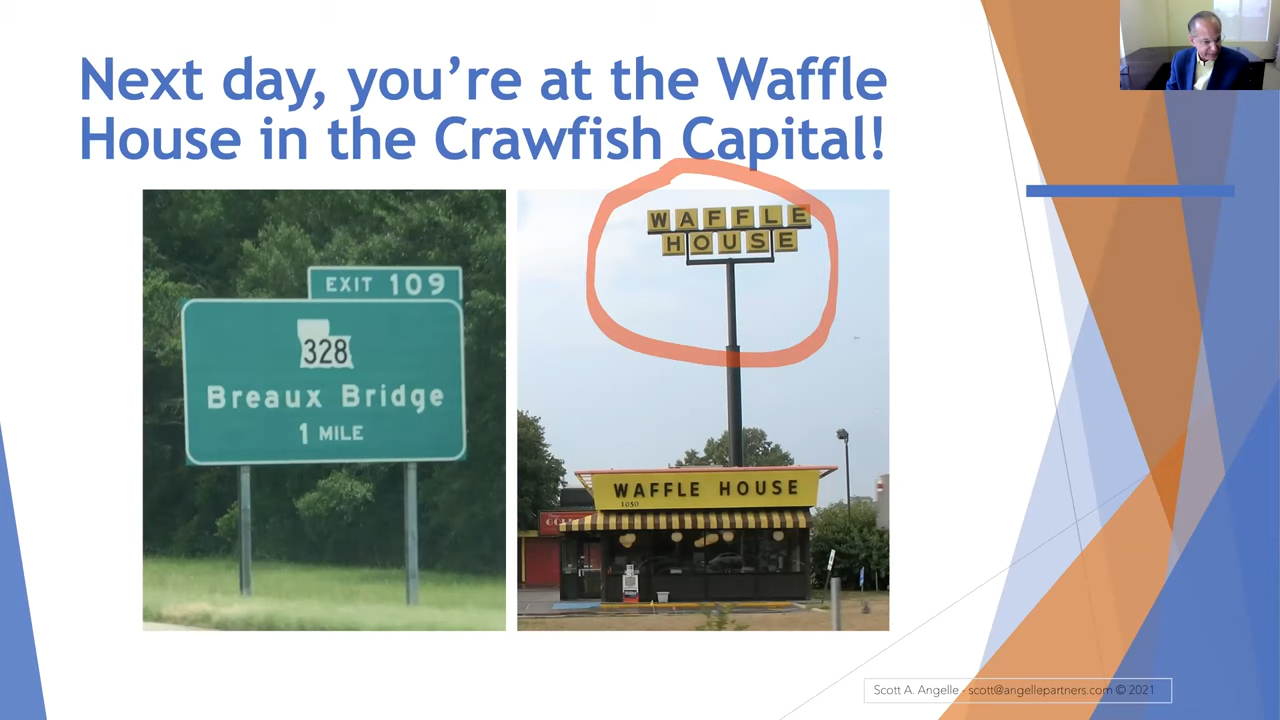 Next day, you’re at the Waffle
House in the Crawfish Capital!
EXIT 109
328
Breaux Bridge
1 MILE
WAFFLE
HOUSE
WAFFLE HOUSE
1050
Scott A. Angelle - scott@angellepartners.com © 2021